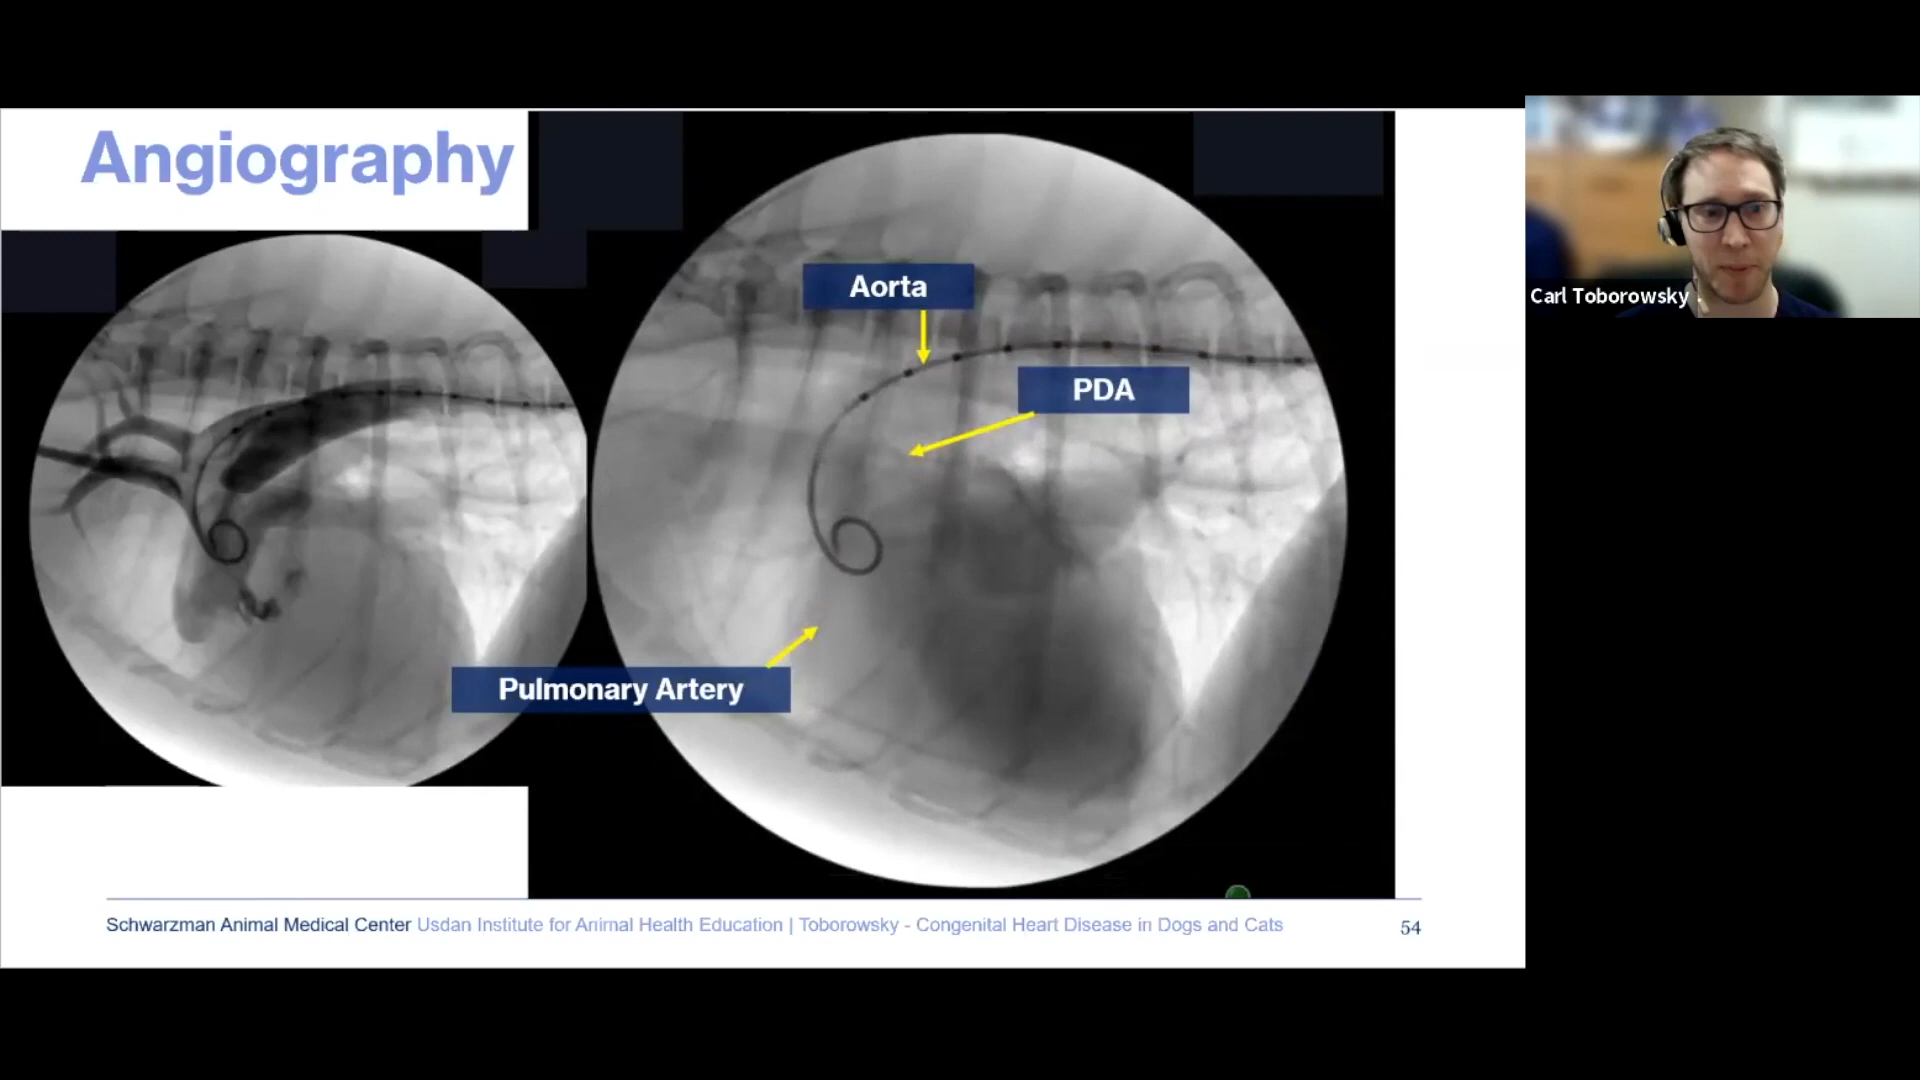 Angiography
Aorta
PDA
Pulmonary Artery
Carl Toborowsky
Schwarzman Animal Medical Center Usdan Institute for Animal Health Education | Toborowsky - Congenital Heart Disease in Dogs and Cats
54